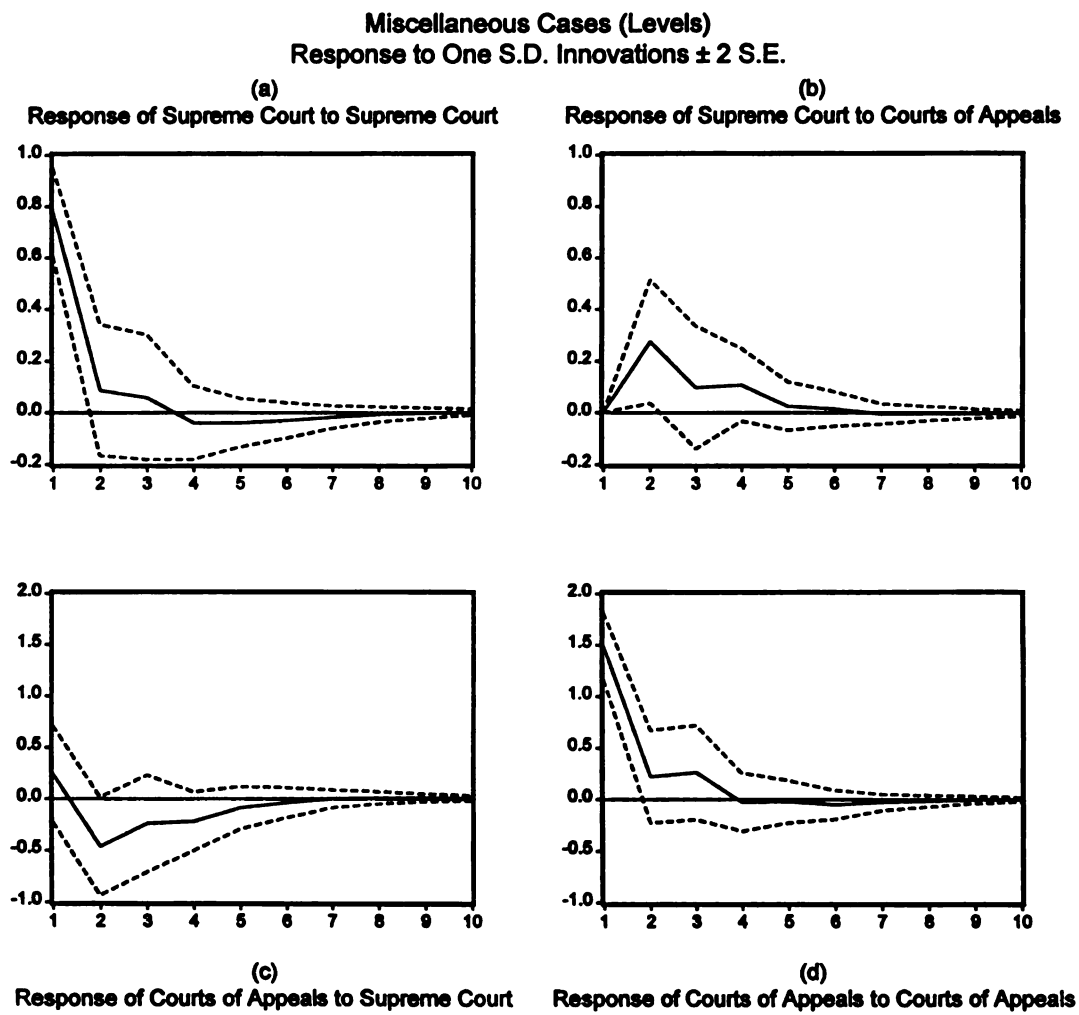 Miscellaneous Cases (Levels)
Response to One S.D. Innovations ± 2 S.E.
(a)
Response of Supreme Court to Supreme Court
1.0
0.8
0.6
0.4
0.2
0.0
-0.2
1 2 3 4 5 6 7 8 9 10
(b)
Response of Supreme Court to Courts of Appeals
1.0
0.8
0.6
0.4
0.2
0.0
-0.2
1 2 3 4 5 6 7 8 9 10
2.0
1.5
1.0
0.5
0.0
-0.5
-1.0
1 2 3 4 5 6 7 8 9 10
(c)
Response of Courts of Appeals to Supreme Court
2.0
1.5
1.0
0.5
0.0
-0.5
-1.0
1 2 3 4 5 6 7 8 9 10
(d)
Response of Courts of Appeals to Courts of Appeals